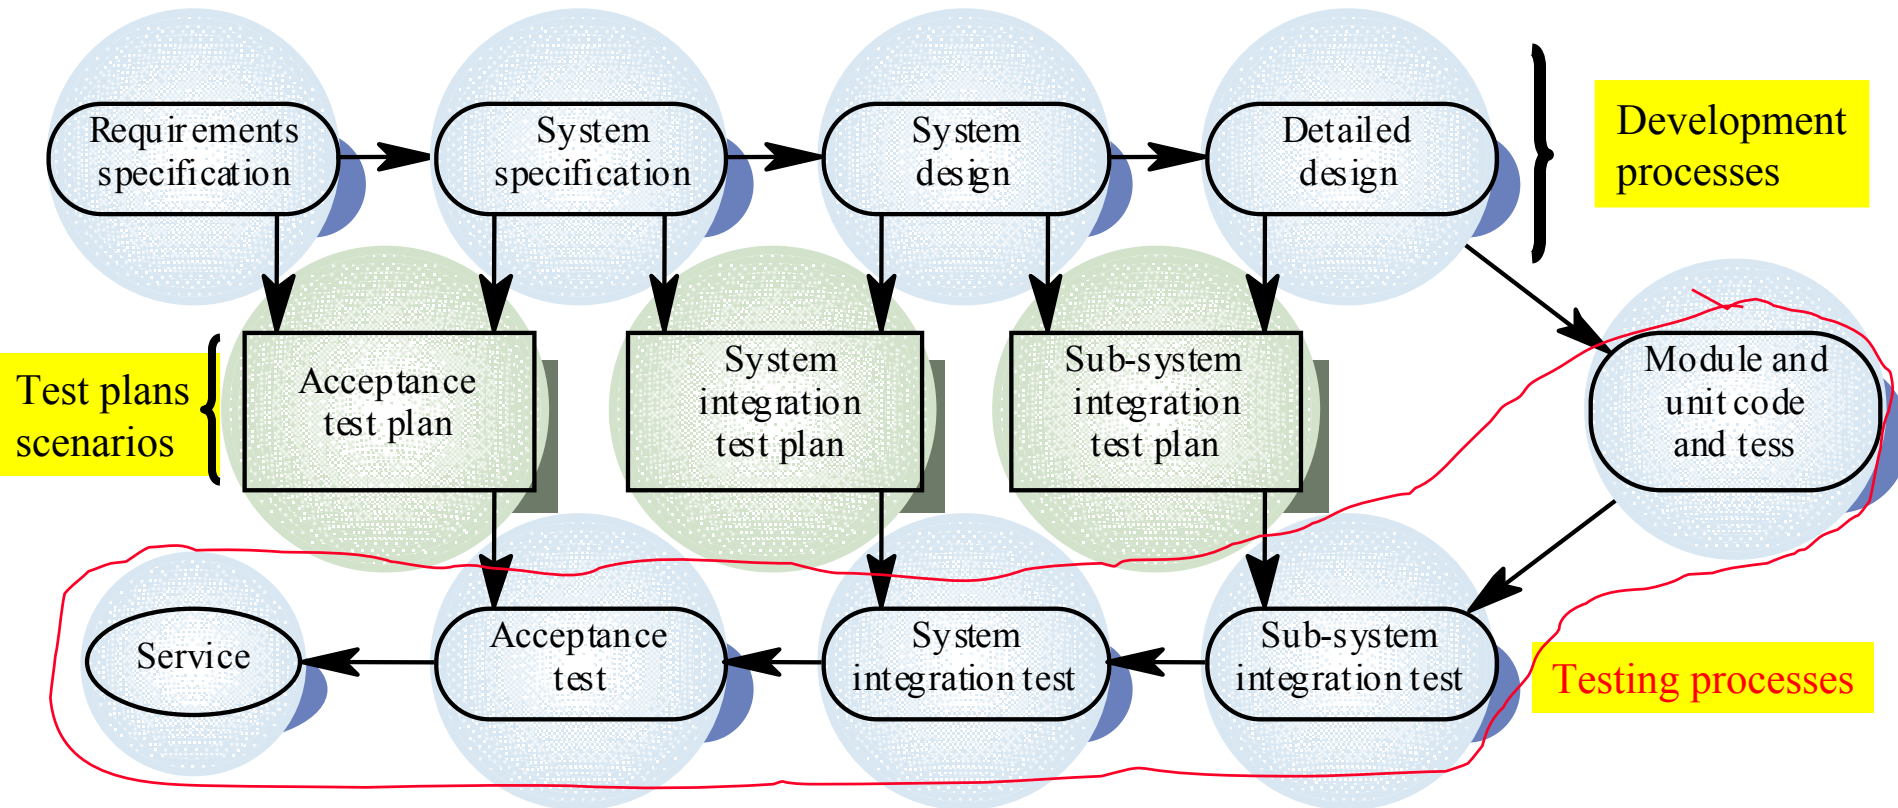 Requirements
specification
System
specification
System
design
Detailed
design
Development
processes
Test plans
scenarios
Acceptance
test plan
System
integration
test plan
Sub-system
integration
test plan
Module and
unit code
and tess
Service
Acceptance
test
System
integration test
Sub-system
integration test
Testing processes